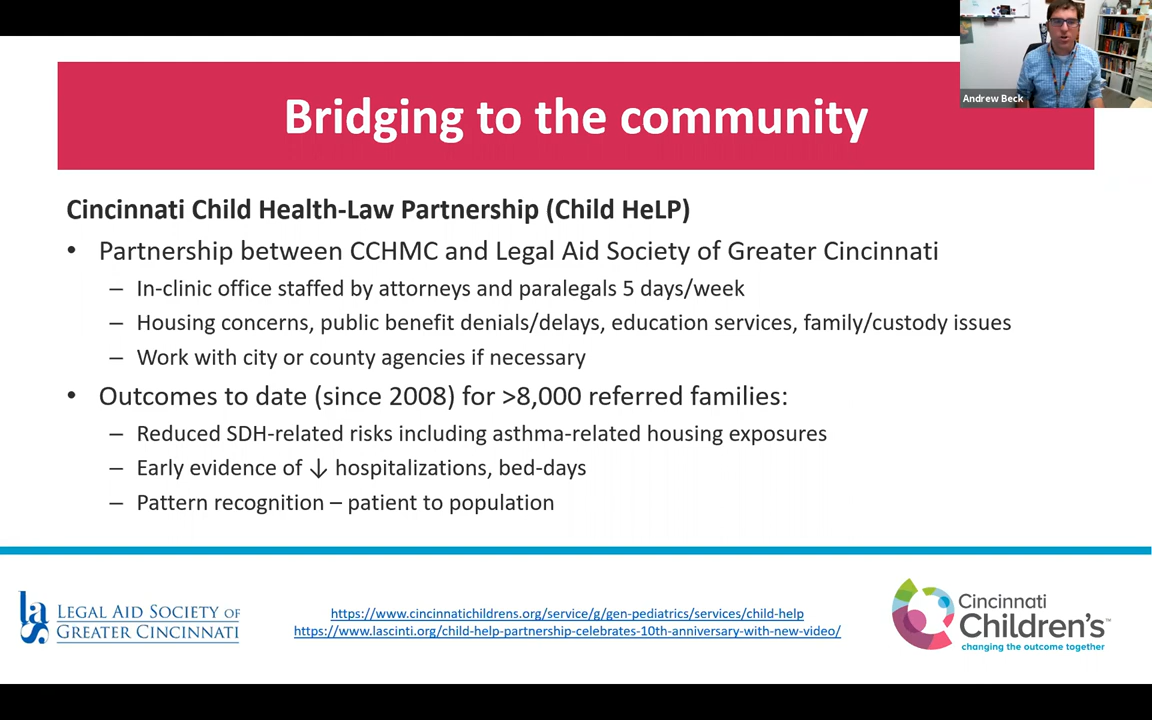 Andrew Beck
Bridging to the community
Cincinnati Child Health-Law Partnership (Child HeLP)
• Partnership between CCHMC and Legal Aid Society of Greater Cincinnati
– In-clinic office staffed by attorneys and paralegals 5 days/week
– Housing concerns, public benefit denials/delays, education services, family/custody issues
– Work with city or county agencies if necessary
• Outcomes to date (since 2008) for >8,000 referred families:
– Reduced SDH-related risks including asthma-related housing exposures
– Early evidence of ↓ hospitalizations, bed-days
– Pattern recognition – patient to population
las
LEGAL AID SOCIETY OF
GREATER CINCINNATI
https://www.cincinnatichildrens.org/service/g/gen-pediatrics/services/child-help
https://www.lascinti.org/child-help-partnership-celebrates-10th-anniversary-with-new-video/
Cincinnati
Children's™
changing the outcome together